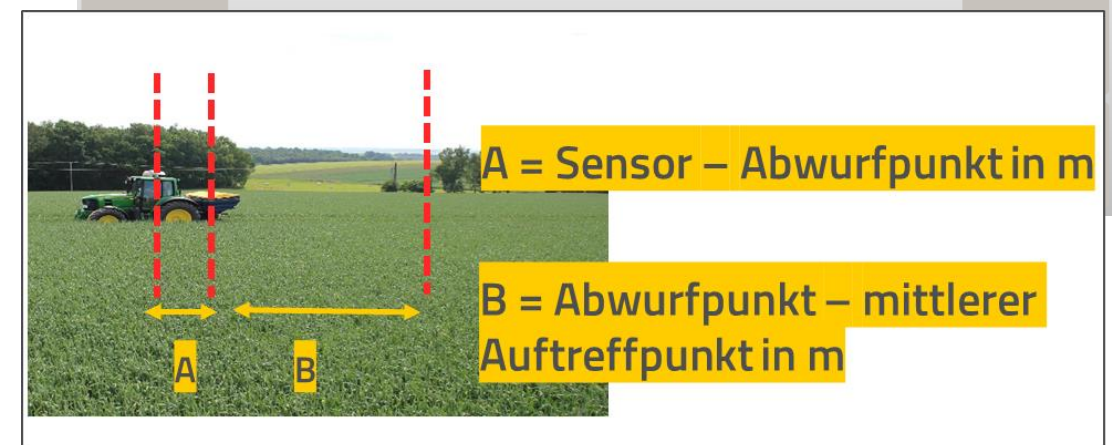 A = Sensor – Abwurfpunkt in m
B = Abwurfpunkt – mittlerer
Auftreffpunkt in m
A
B